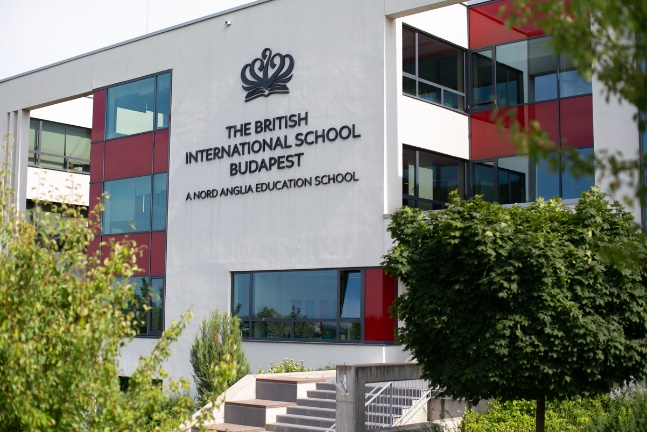 THE BRITISH
INTERNATIONAL SCHOOL
BUDAPEST
A NORD ANGLIA EDUCATION SCHOOL